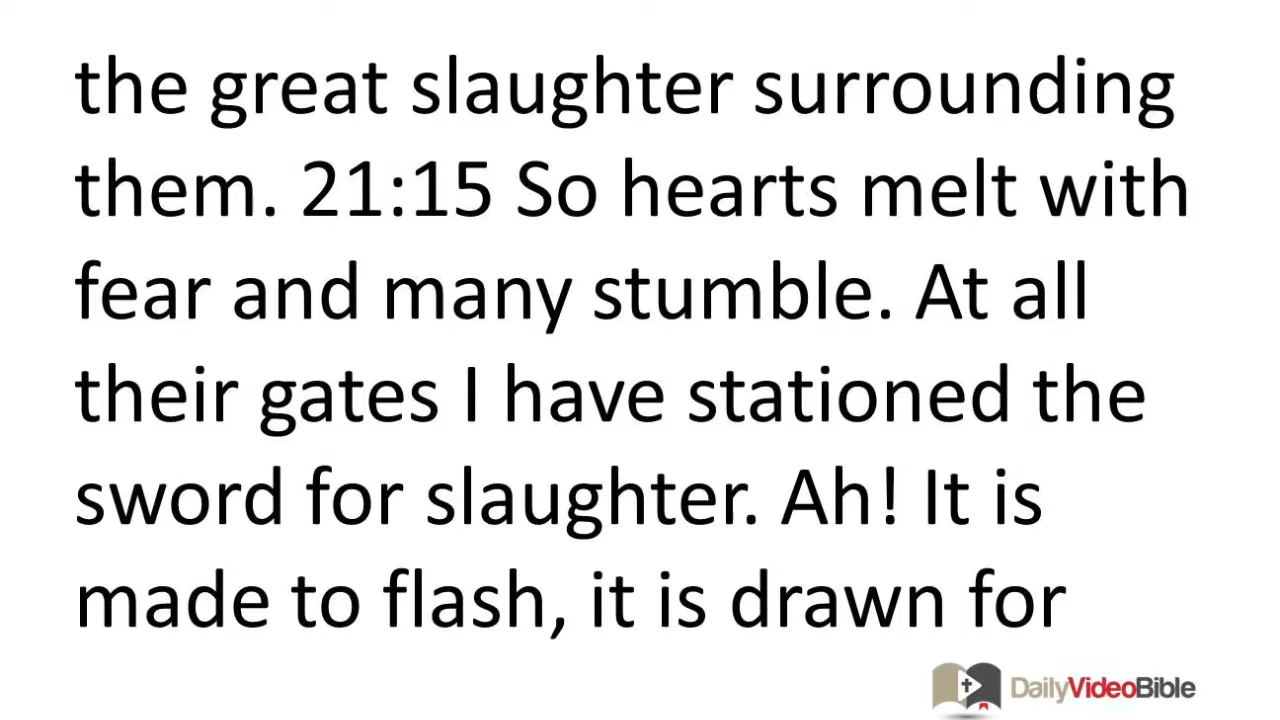 the great slaughter surrounding
them. 21:15 So hearts melt with
fear and many stumble. At all
their gates I have stationed the
sword for slaughter. Ah! It is
made to flash, it is drawn for
DailyVideoBible